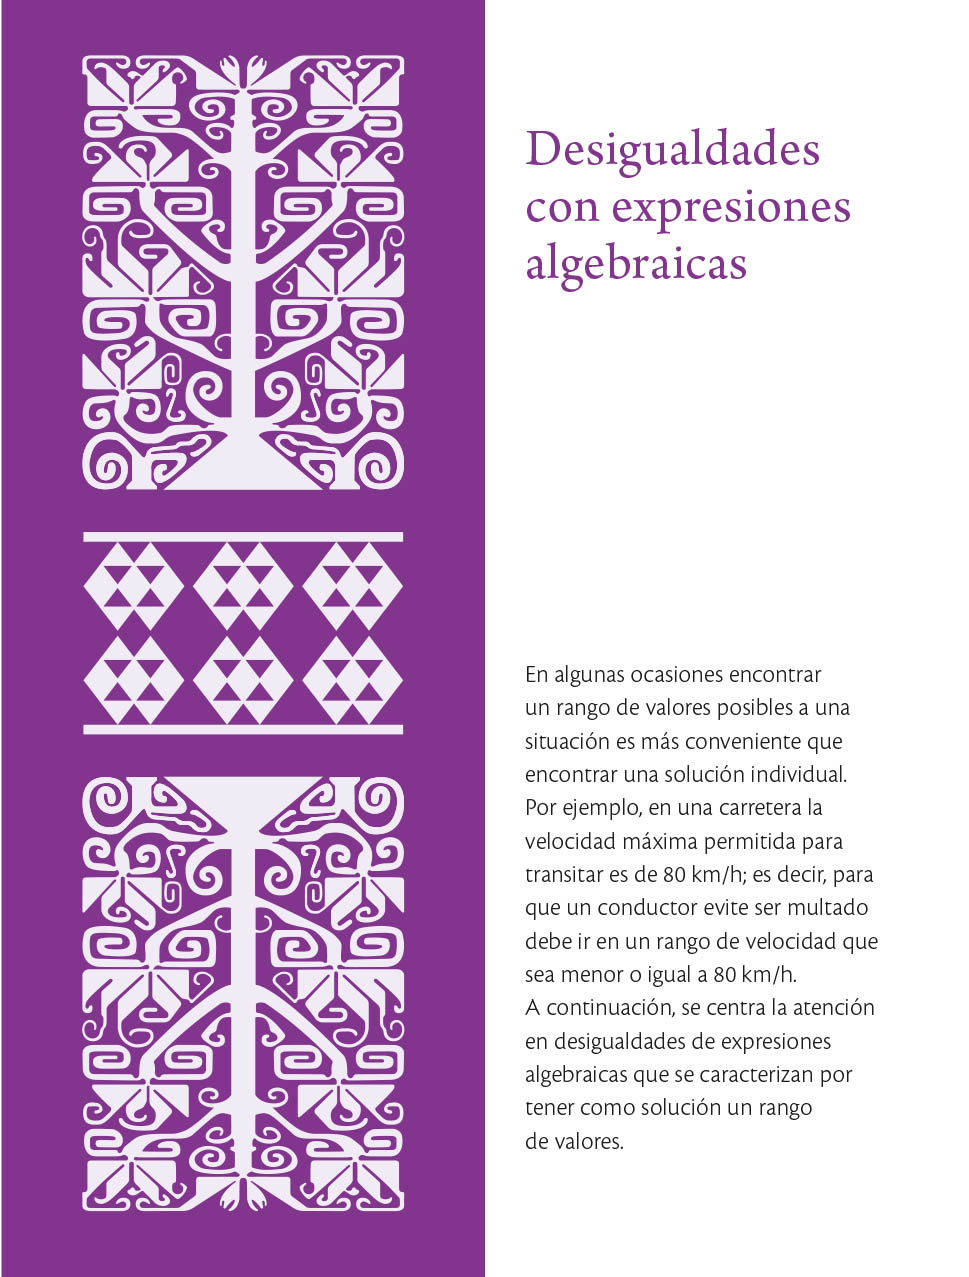 Desigualdades
con expresiones
algebraicas
En algunas ocasiones encontrar
un rango de valores posibles a una
situación es más conveniente que
encontrar una solución individual.
Por ejemplo, en una carretera la
velocidad máxima permitida para
transitar es de 80 km/h; es decir, para
que un conductor evite ser multado
debe ir en un rango de velocidad que
sea menor o igual a 80 km/h.
A continuación, se centra la atención
en desigualdades de expresiones
algebraicas que se caracterizan por
tener como solución un rango
de valores.